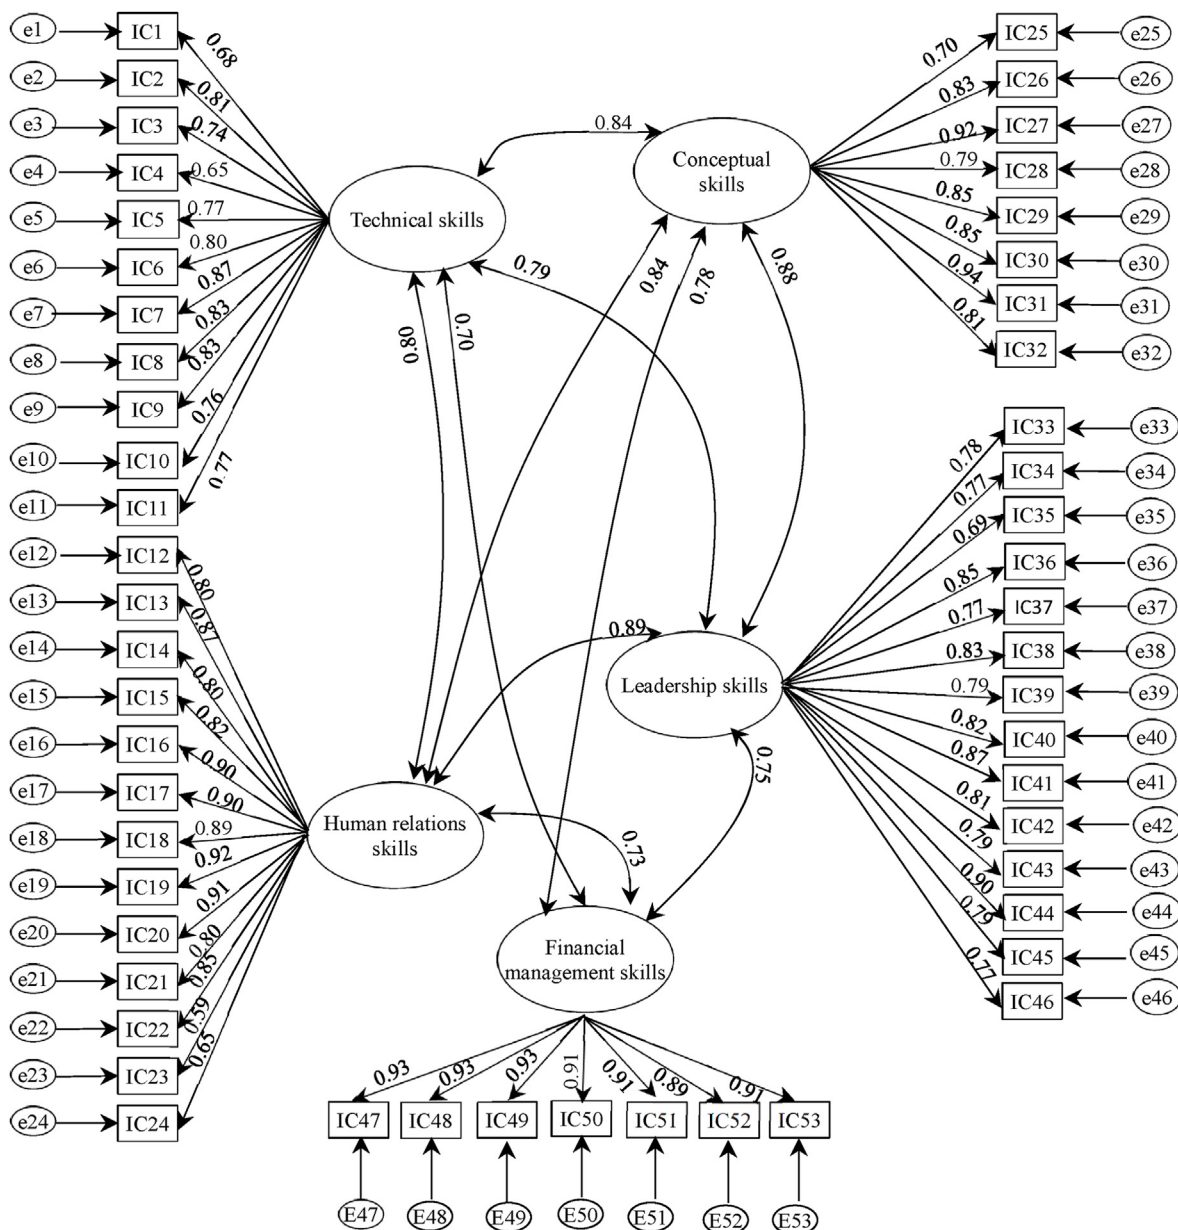 e1 IC1 0.68
e2 IC2 0.81
e3 IC3 0.74
e4 IC4 0.65
e5 IC5 0.77
e6 IC6 0.80
e7 IC7 0.87
e8 IC8 0.83
e9 IC9 0.83
e10 IC10 0.76
e11 IC11 0.77
Technical skills
e12 IC12 0.80
e13 IC13 0.87
e14 IC14 0.80
e15 IC15 0.82
e16 IC16 0.90
e17 IC17 0.90
e18 IC18 0.89
e19 IC19 0.92
e20 IC20 0.91
e21 IC21 0.80
e22 IC22 0.85
e23 IC23 0.59
e24 IC24 0.65
Human relations
skills
0.84
0.79
0.80
0.70
0.84
0.78
0.88
0.89
0.75
0.73
Conceptual
skills
0.70 IC25 e25
0.83 IC26 e26
0.92 IC27 e27
0.79 IC28 e28
0.85 IC29 e29
0.85 IC30 e30
0.94 IC31 e31
0.81 IC32 e32
Leadership skills
0.78 IC33 e33
0.77 IC34 e34
0.69 IC35 e35
0.85 IC36 e36
0.77 IC37 e37
0.83 IC38 e38
0.79 IC39 e39
0.82 IC40 e40
0.87 IC41 e41
0.81 IC42 e42
0.79 IC43 e43
0.90 IC44 e44
0.79 IC45 e45
0.77 IC46 e46
Financial
management skills
0.93 0.93 0.93 0.91 0.91 0.89 0.91
IC47 IC48 IC49 IC50 IC51 IC52 IC53
E47 E48 E49 E50 E51 E52 E53